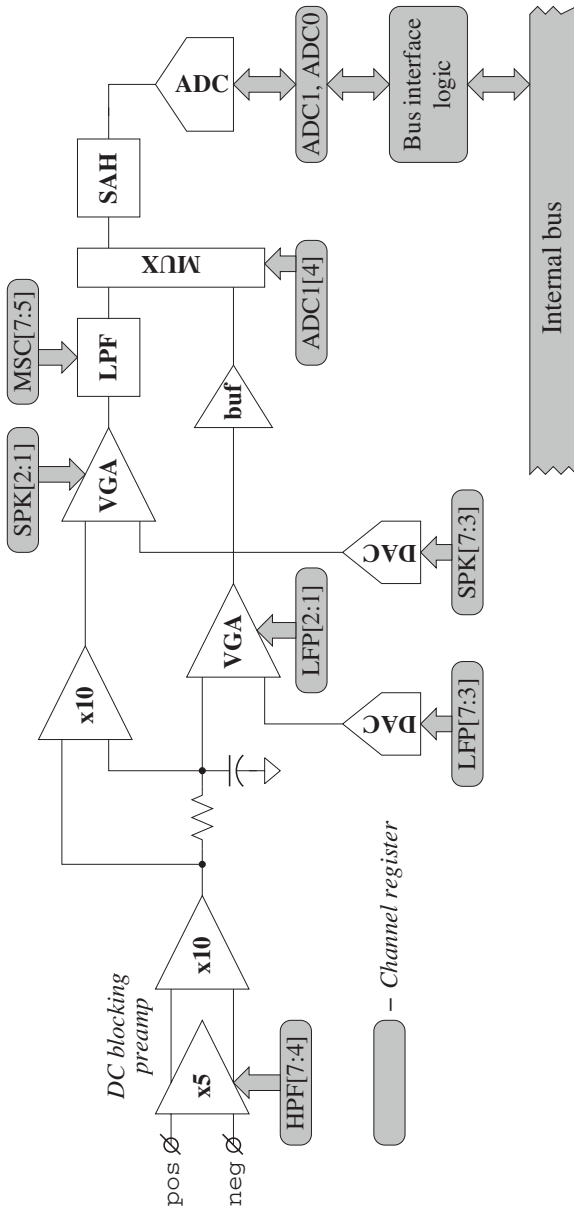 pos
neg
DC blocking
preamp
x5
HPF[7:4]
x10
x10
VGA
SPK[2:1]
VGA
LFP[2:1]
DAC
LFP[7:3]
DAC
SPK[7:3]
LPF
MSC[7:5]
buf
MUX
ADC1[4]
SAH
ADC
ADC1, ADC0
Bus interface
logic
Internal bus
– Channel register